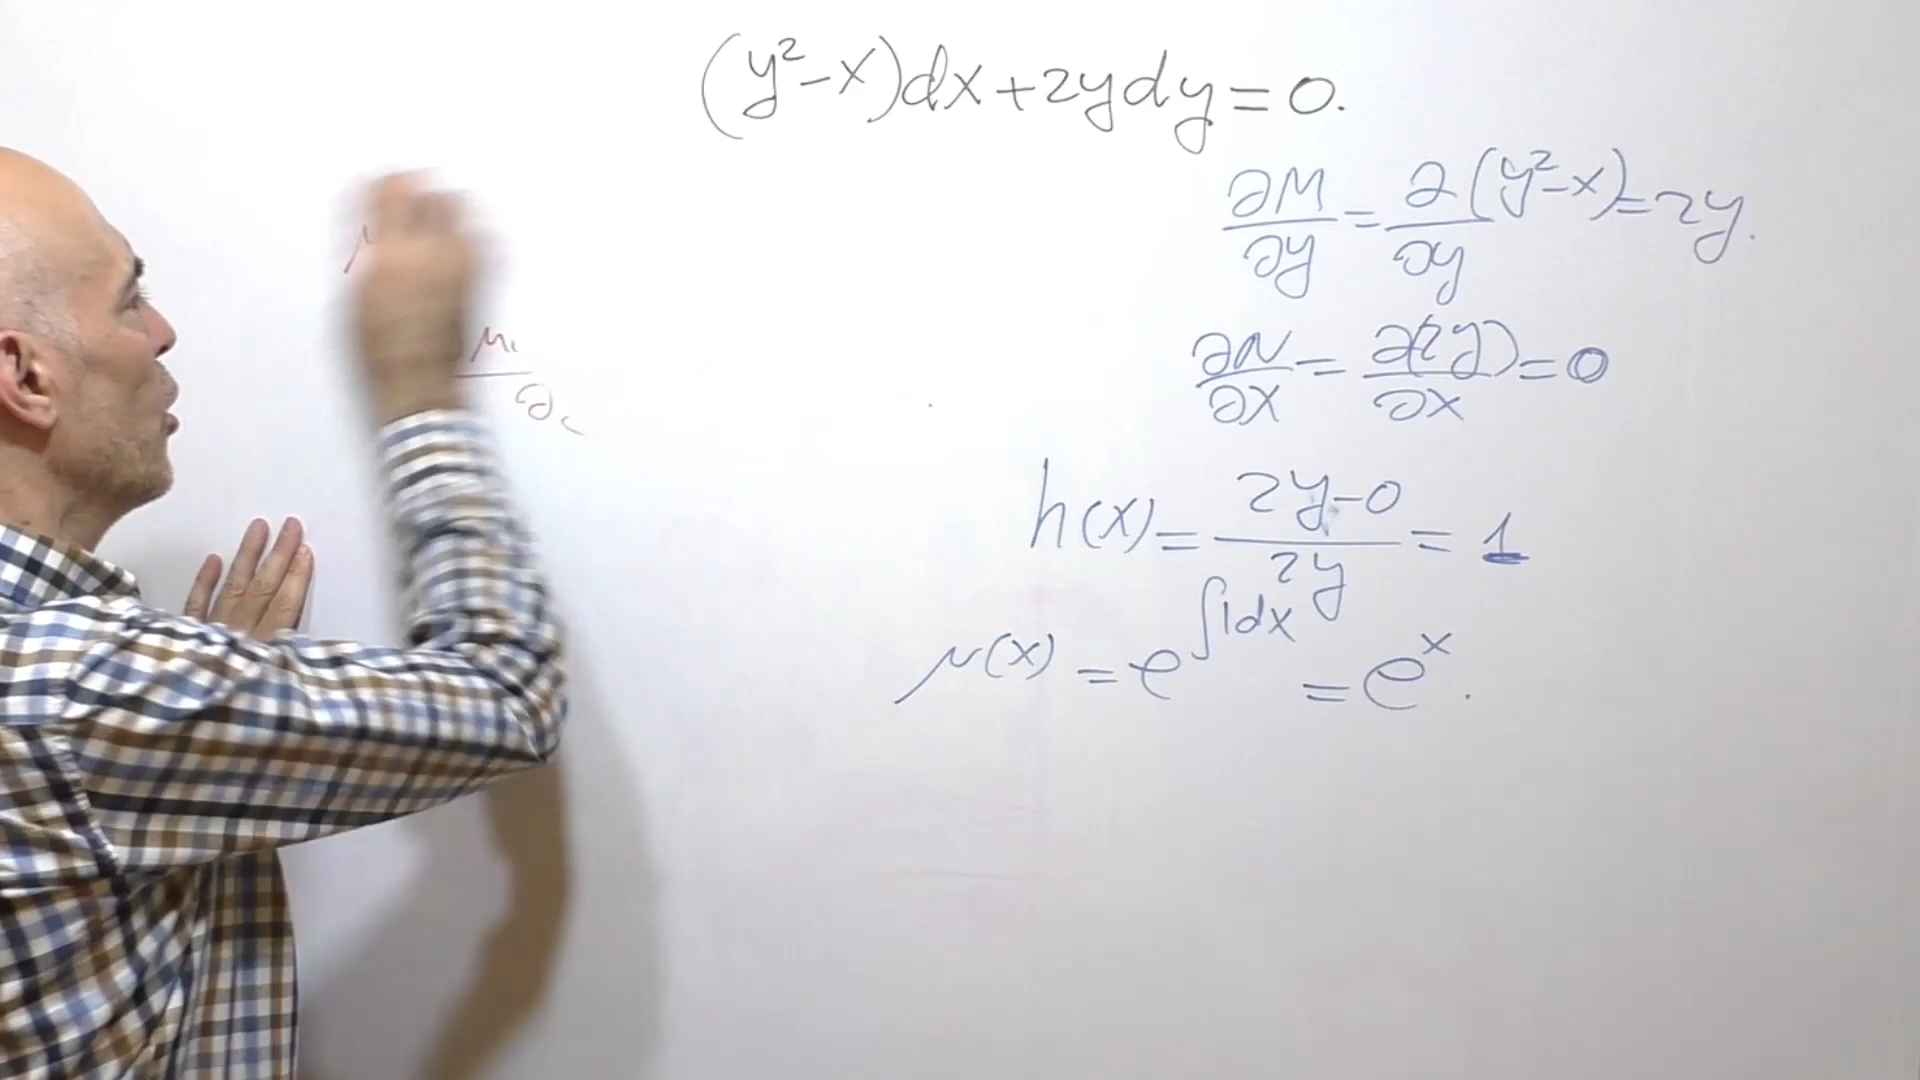 (y²-x)dx+2ydy=0.
∂M/∂y = ∂(y²-x)/∂y = 2y.
∂N/∂x = ∂(2y)/∂x = 0
h(x) = (2y-0)/2y = 1
μ(x) = e^∫1dx = e^x.